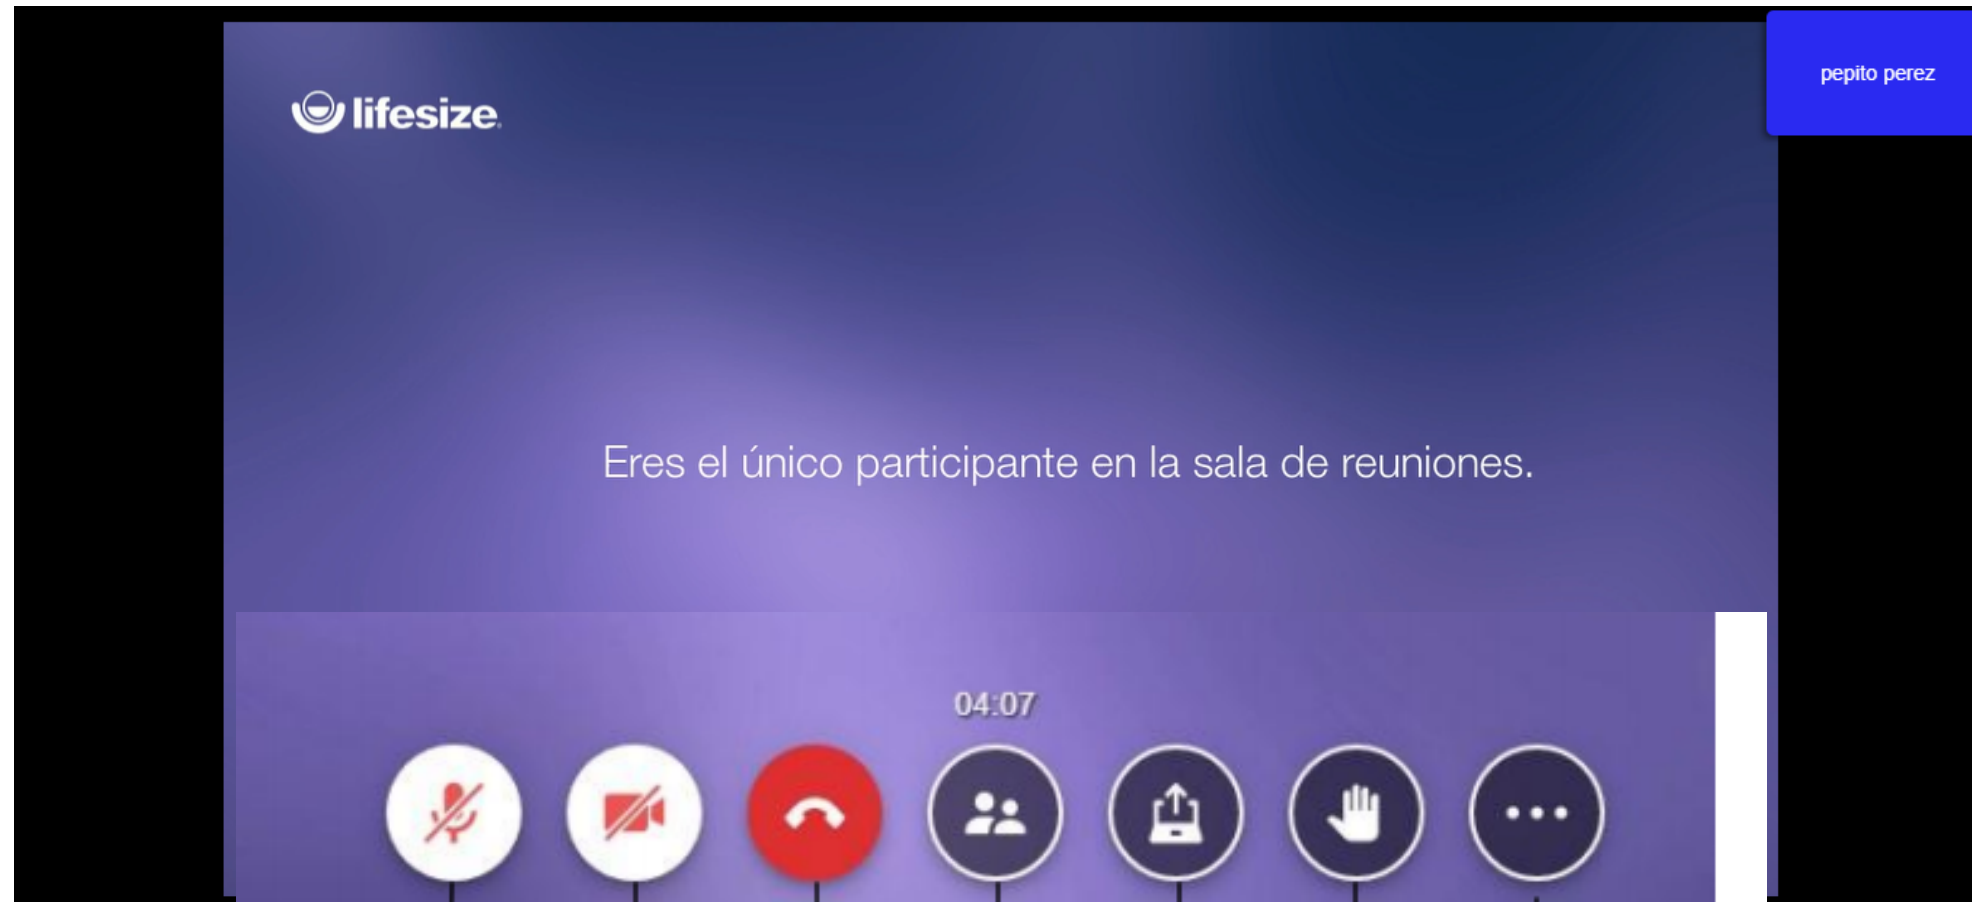 pepito perez
lifesize
Eres el único participante en la sala de reuniones.
04:07